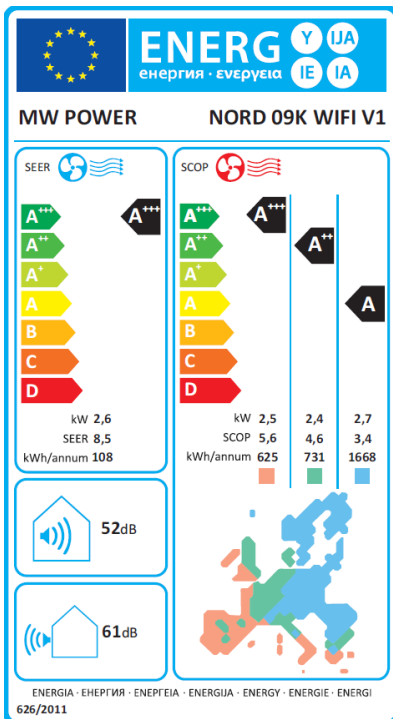 ENERG
енергия · ενεργεια
Y IJA
IE IA
MW POWER NORD 09K WIFI V1
SEER
A+++ A+++
A++
A+
A
B
C
D
kW 2,6
SEER 8,5
kWh/annum 108
SCOP
A+++ A+++
A++ A++
A+
A A
B
C
D
kW 2,5 2,4 2,7
SCOP 5,6 4,6 3,4
kWh/annum 625 731 1668
52dB
61dB
ENERGIA · ЕНЕРГИЯ · ΕΝΕΡΓΕΙΑ · ENERGIJA · ENERGY · ENERGIE · ENERGI
626/2011